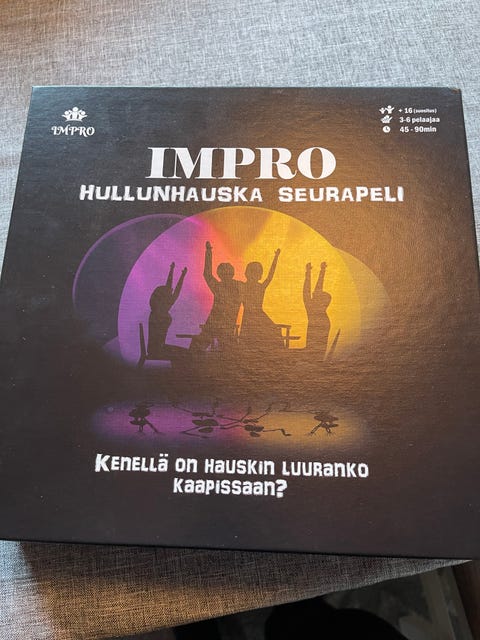 IMPRO
+ 16 (suositus)
3-6 pelaajaa
45 - 90min
IMPRO
HULLUNHAUSKA SEURAPELI
KENELLÄ ON HAUSKIN LUURANKO
KAAPISSAAN?